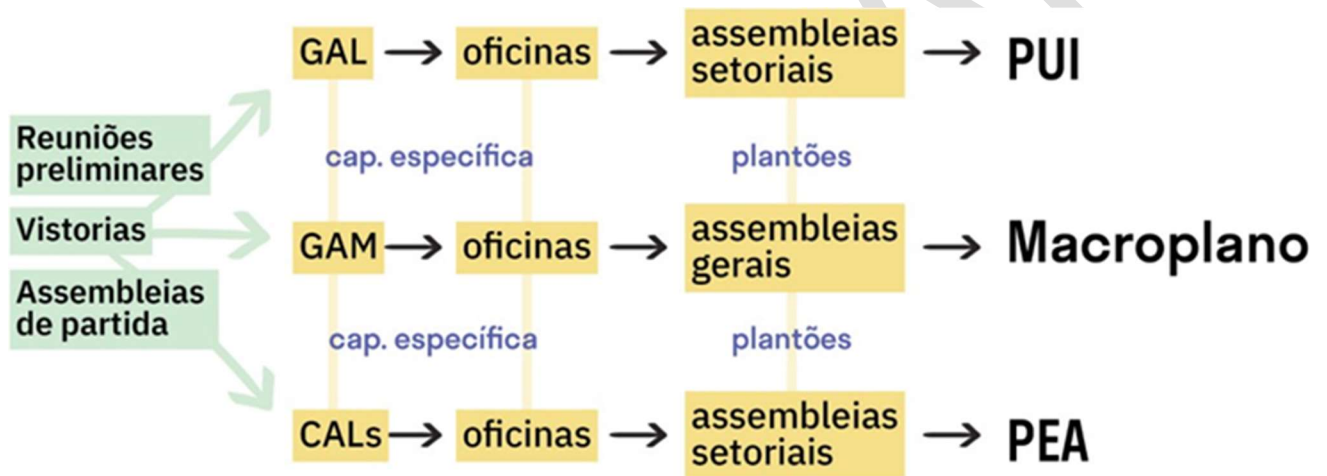 Reuniões
preliminares
Vistorias
Assembleias
de partida
GAL → oficinas → assembleias
setoriais → PUI
cap. específica plantões
GAM → oficinas → assembleias
gerais → Macroplano
cap. específica plantões
CALs → oficinas → assembleias
setoriais → PEA